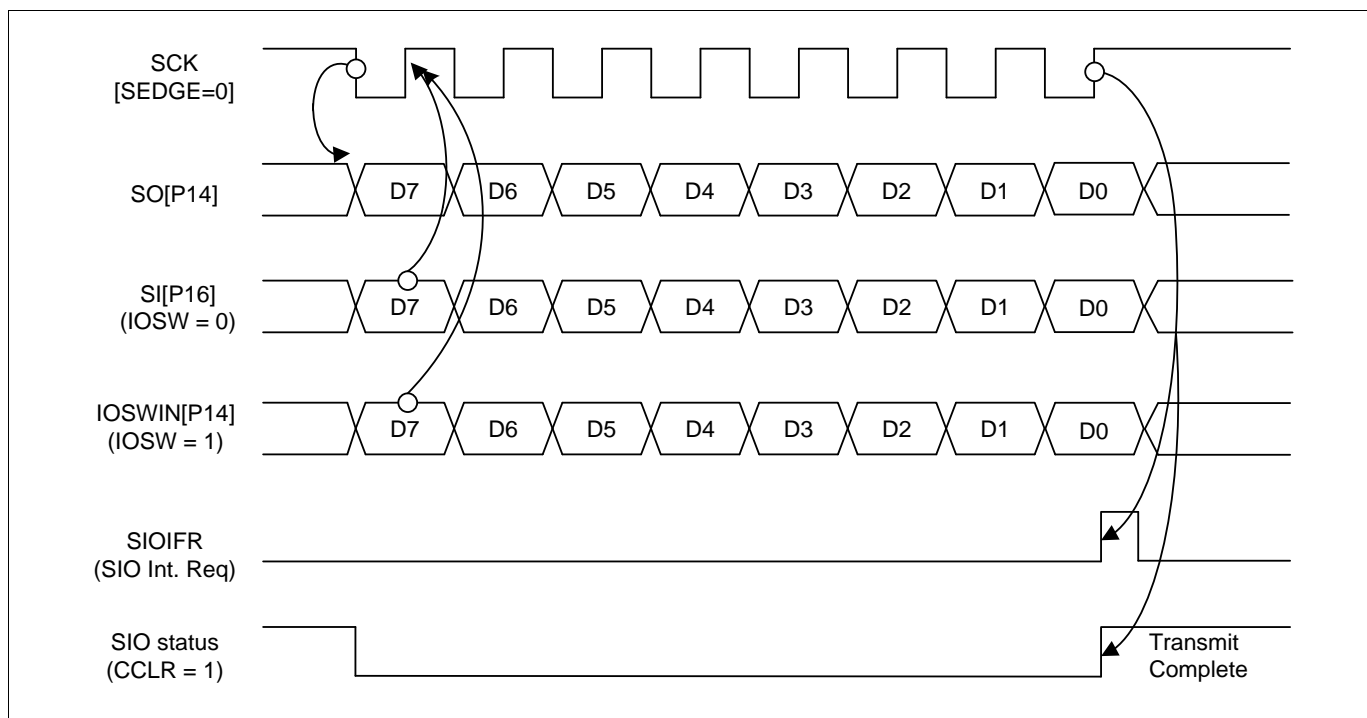 SCK
[SEDGE=0]
SO[P14]
D7 D6 D5 D4 D3 D2 D1 D0
SI[P16]
(IOSW = 0)
D7 D6 D5 D4 D3 D2 D1 D0
IOSWIN[P14]
(IOSW = 1)
D7 D6 D5 D4 D3 D2 D1 D0
SIOIFR
(SIO Int. Req)
SIO status
(CCLR = 1)
Transmit
Complete